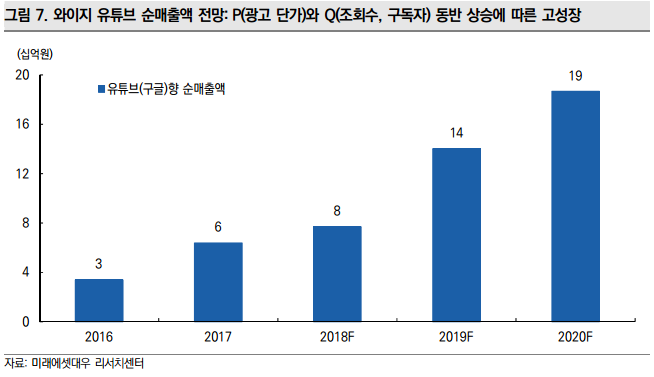 그림 7. 와이지 유튜브 순매출액 전망: P(광고 단가)와 Q(조회수, 구독자) 동반 상승에 따른 고성장
(십억원)
유튜브(구글)향 순매출액
20
16
12
8
4
0
3
6
8
14
19
2016
2017
2018F
2019F
2020F
자료: 미래에셋대우 리서치센터